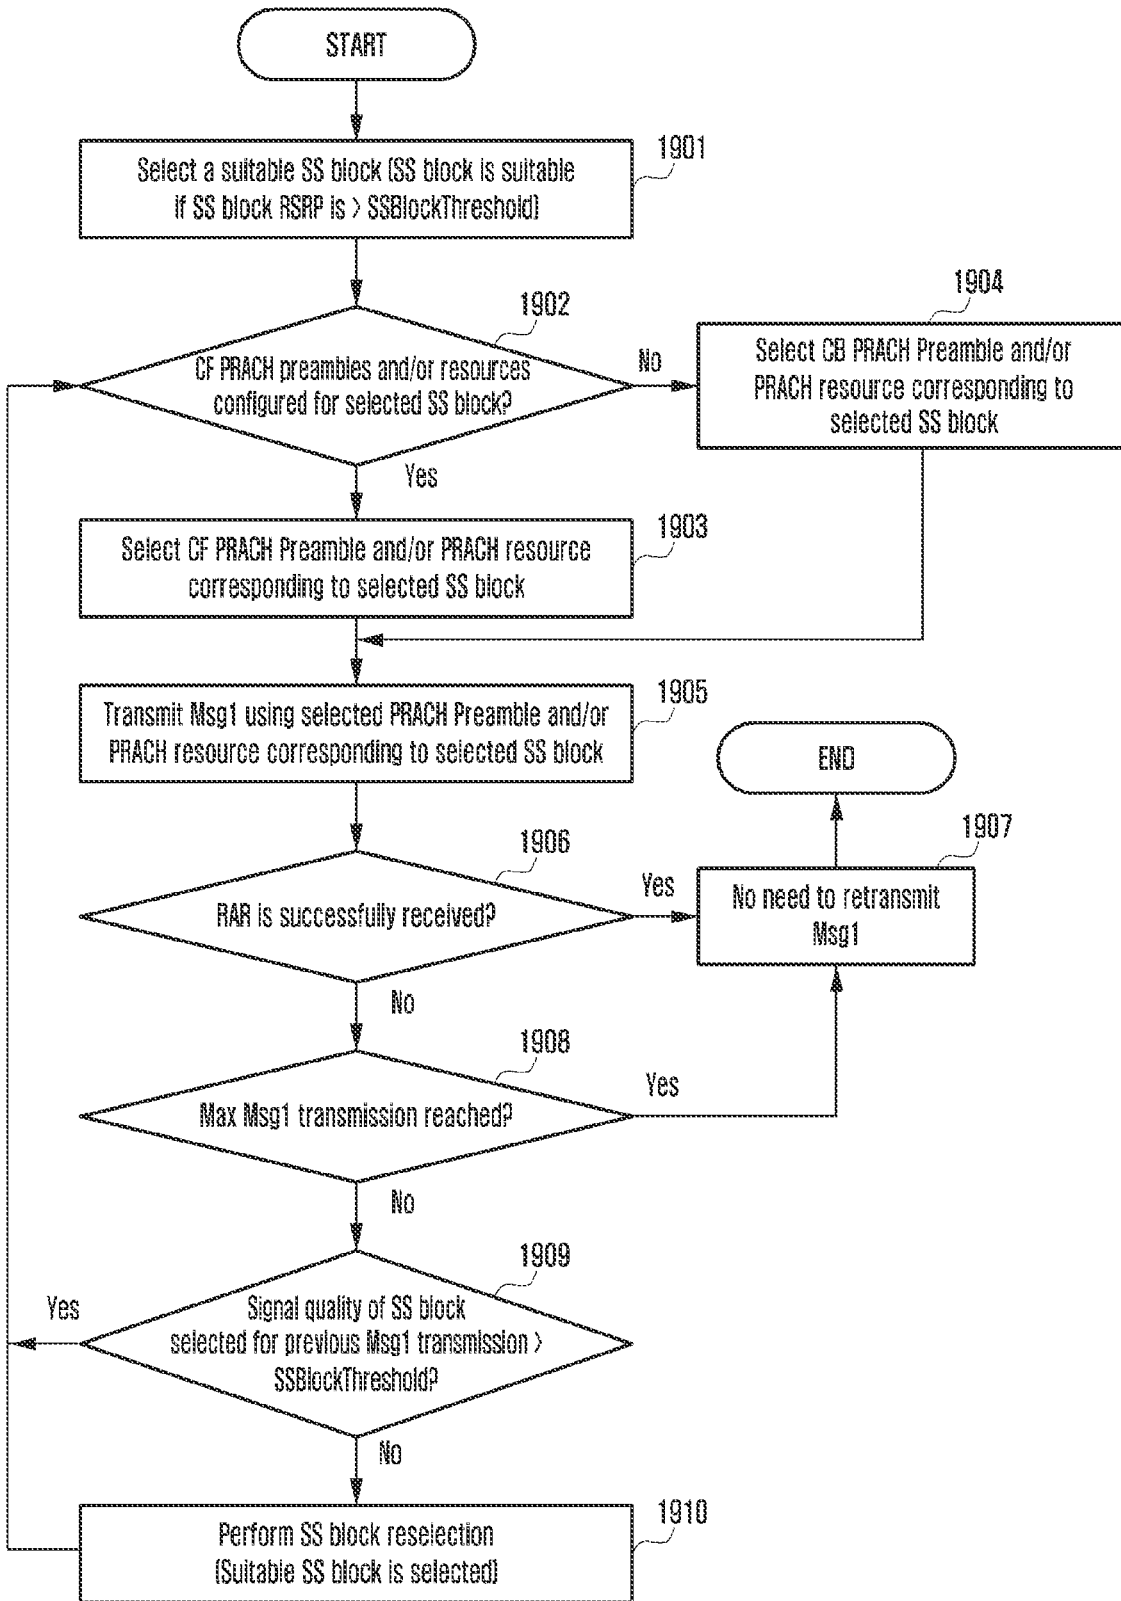 START
1901
Select a suitable SS block (SS block is suitable
if SS block RSRP is > SSBlockThreshold)
1902
CF PRACH preambles and/or resources
configured for selected SS block?
No
Yes
1904
Select CB PRACH Preamble and/or
PRACH resource corresponding to
selected SS block
1903
Select CF PRACH Preamble and/or PRACH resource
corresponding to selected SS block
1905
Transmit Msg1 using selected PRACH Preamble and/or
PRACH resource corresponding to selected SS block
END
1906
RAR is successfully received?
Yes
No
1907
No need to retransmit
Msg1
1908
Max Msg1 transmission reached?
Yes
No
1909
Signal quality of SS block
selected for previous Msg1 transmission >
SSBlockThreshold?
Yes
No
1910
Perform SS block reselection
(Suitable SS block is selected)